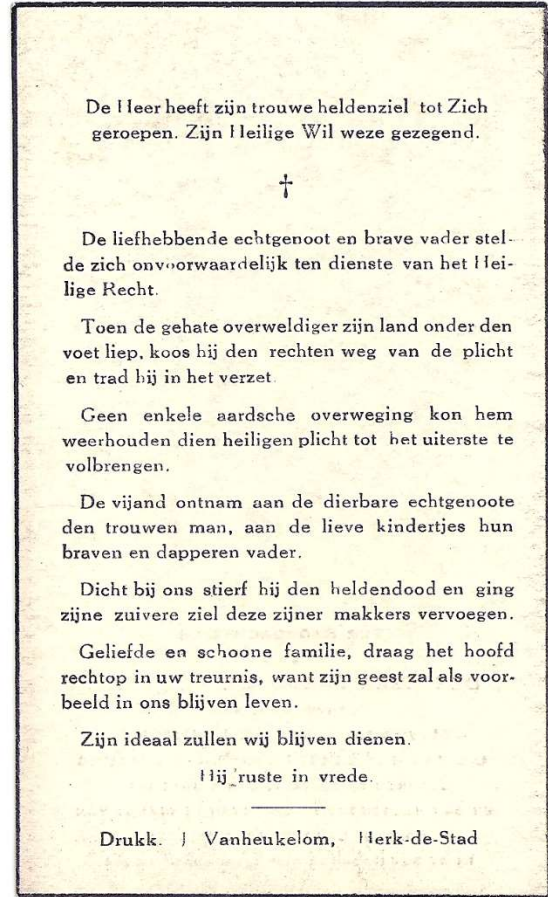 De Heer heeft zijn trouwe heldenziel tot Zich
geroepen. Zijn Heilige Wil weze gezegend.
†
De liefhebbende echtgenoot en brave vader stel-
de zich onvoorwaardelijk ten dienste van het Hei-
lige Recht.
Toen de gehate overweldiger zijn land onder den
voet liep, koos hij den rechten weg van de plicht
en trad hij in het verzet.
Geen enkele aardsche overweging kon hem
weerhouden dien heiligen plicht tot het uiterste te
volbrengen.
De vijand ontnam aan de dierbare echtgenoote
den trouwen man, aan de lieve kindertjes hun
braven en dapperen vader.
Dicht bij ons stierf hij den heldendood en ging
zijne zuivere ziel deze zijner makkers vervoegen.
Geliefde en schoone familie, draag het hoofd
rechtop in uw treurnis, want zijn geest zal als voor-
beeld in ons blijven leven.
Zijn ideaal zullen wij blijven dienen.
Hij ruste in vrede.
Drukk. J Vanheukelom, - Herk-de-Stad